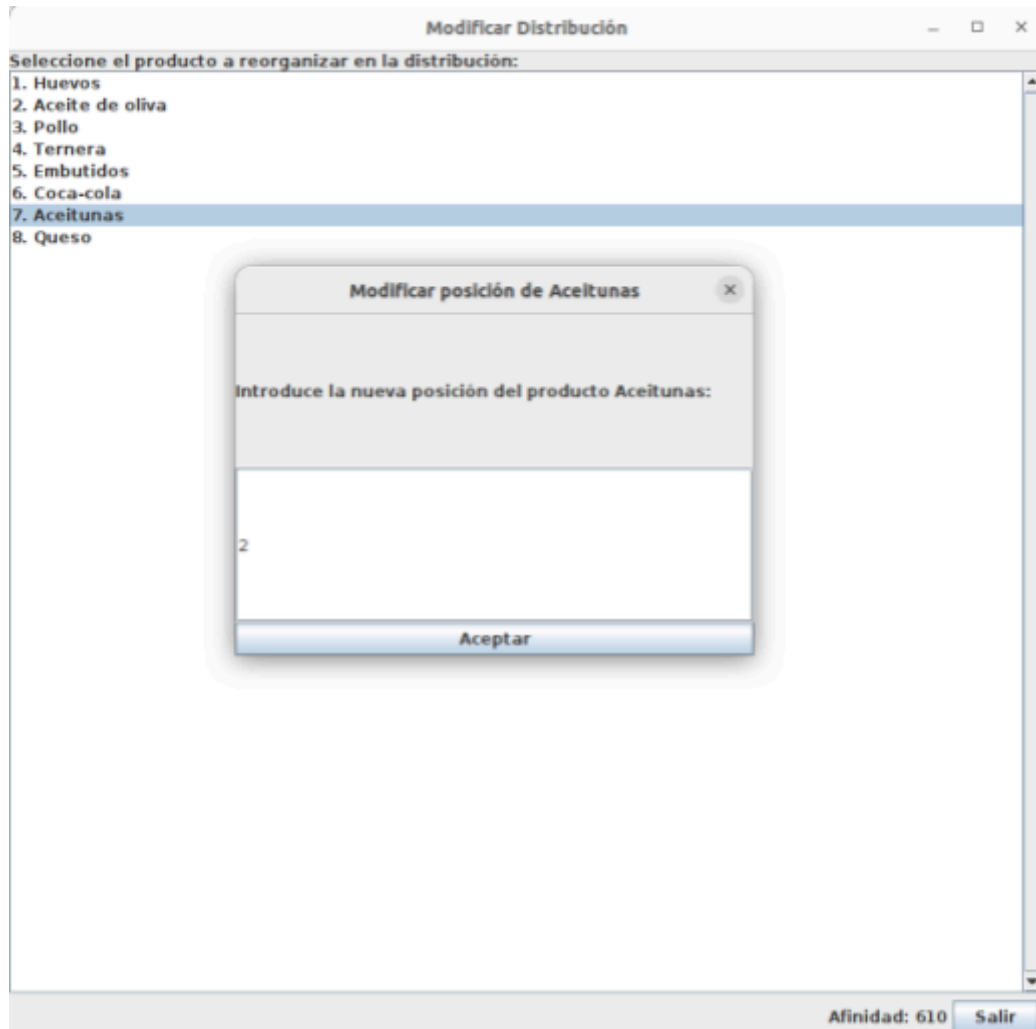 Modificar Distribución
Seleccione el producto a reorganizar en la distribución:
1. Huevos
2. Aceite de oliva
3. Pollo
4. Ternera
5. Embutidos
6. Coca-cola
7. Aceitunas
8. Queso
Modificar posición de Aceitunas
Introduce la nueva posición del producto Aceitunas:
2
Aceptar
Afinidad: 610 Salir